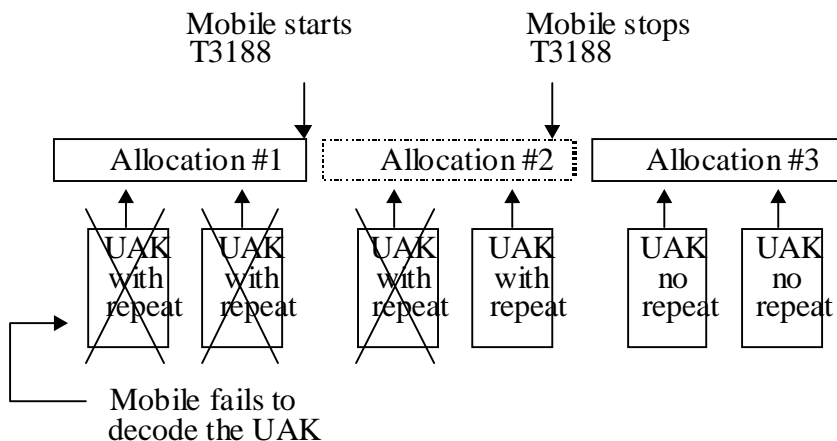 Mobile starts
T3188
Mobile stops
T3188
Allocation #1
Allocation #2
Allocation #3
UAK
with
repeat
UAK
with
repeat
UAK
with
repeat
UAK
with
repeat
UAK
no
repeat
UAK
no
repeat
Mobile fails to
decode the UAK